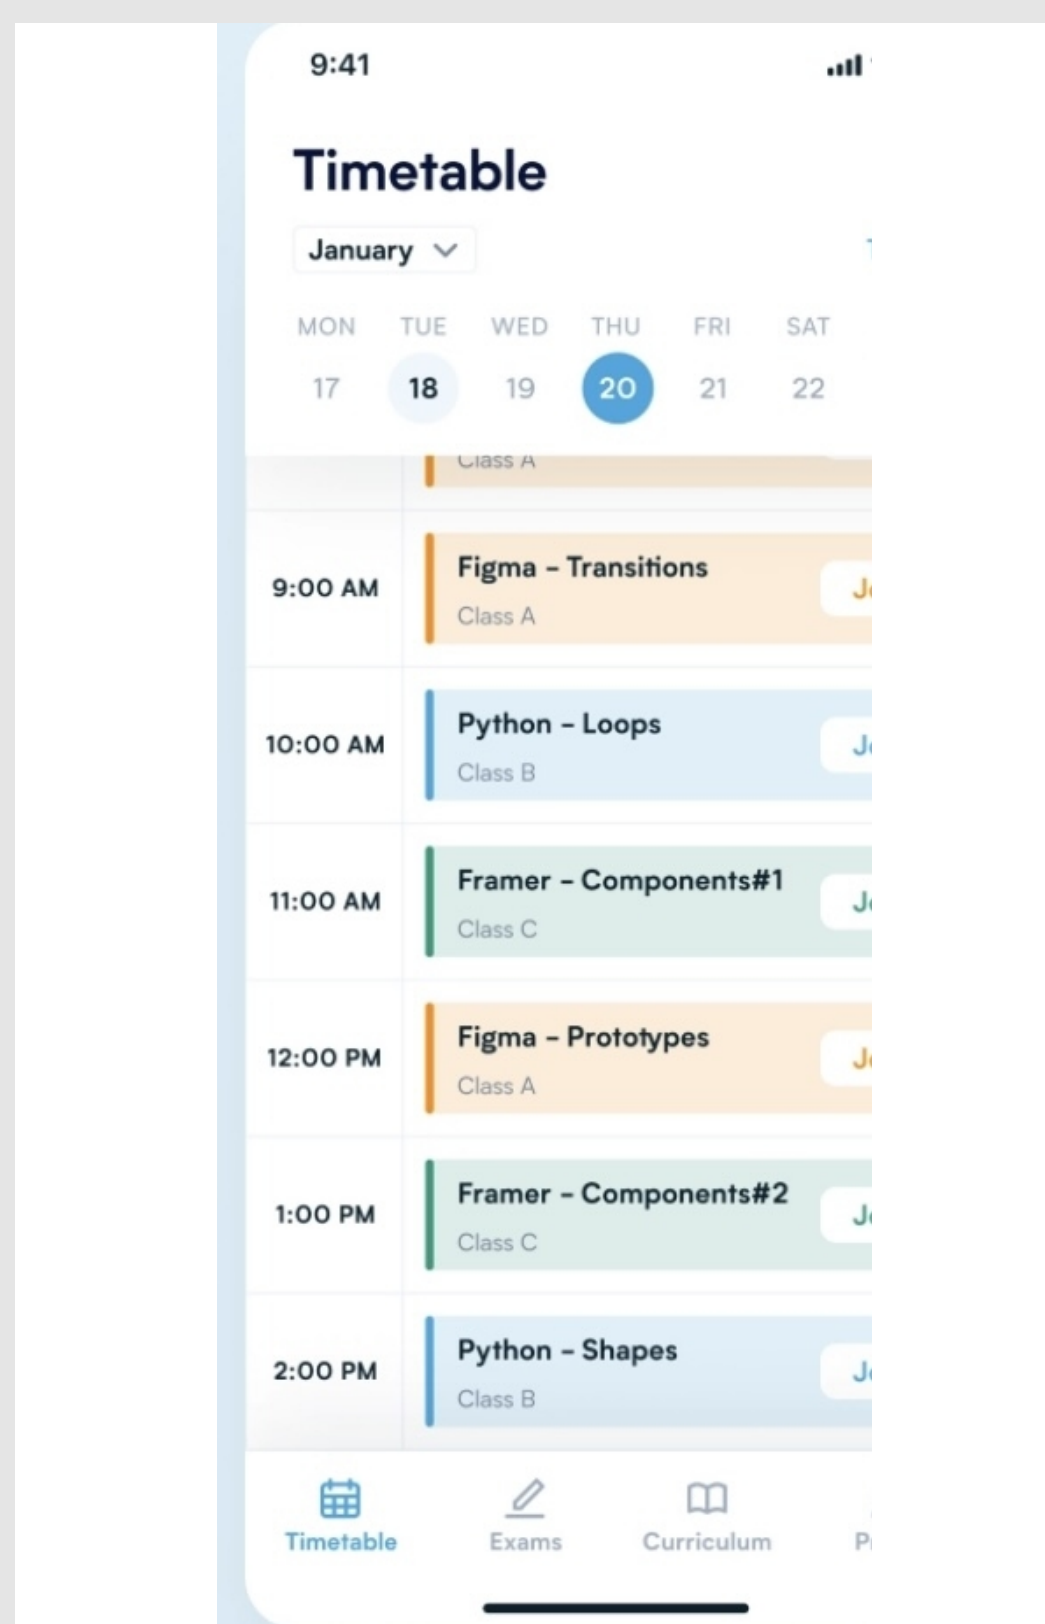 9:41
Timetable
January
MON TUE WED THU FRI SAT
17 18 19 20 21 22
Class A
9:00 AM
Figma – Transitions
Class A
10:00 AM
Python – Loops
Class B
11:00 AM
Framer – Components#1
Class C
12:00 PM
Figma – Prototypes
Class A
1:00 PM
Framer – Components#2
Class C
2:00 PM
Python – Shapes
Class B
Timetable Exams Curriculum